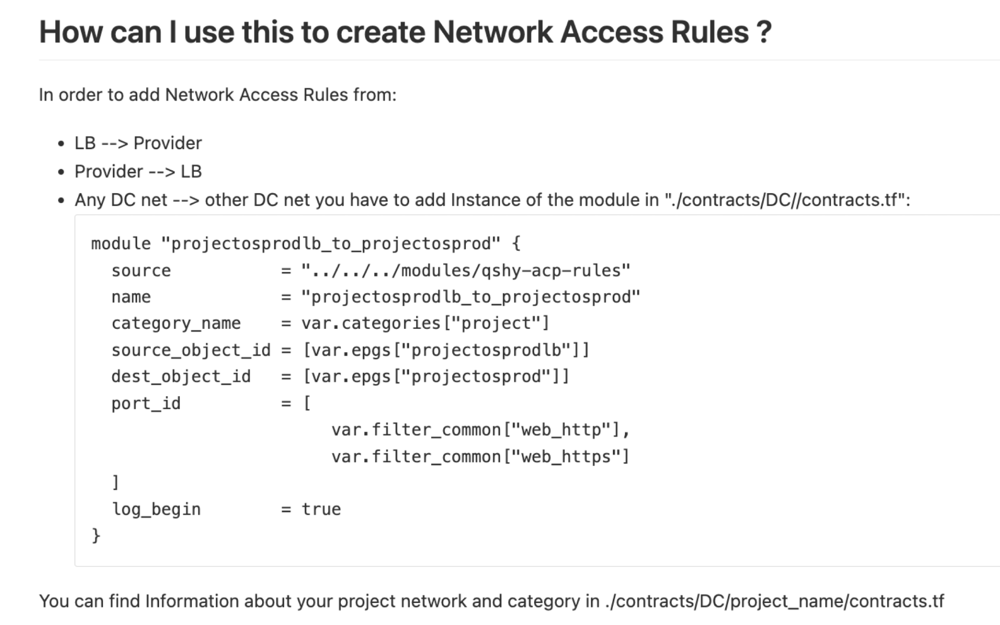 How can I use this to create Network Access Rules ?
In order to add Network Access Rules from:
• LB --> Provider
• Provider --> LB
• Any DC net --> other DC net you have to add Instance of the module in "./contracts/DC//contracts.tf":
module "projectosprodlb_to_projectosprod" {
  source           = "../../../modules/qshy-acp-rules"
  name             = "projectosprodlb_to_projectosprod"
  category_name    = var.categories["project"]
  source_object_id = [var.epgs["projectosprodlb"]]
  dest_object_id   = [var.epgs["projectosprod"]]
  port_id          = [
                        var.filter_common["web_http"],
                        var.filter_common["web_https"]
  ]
  log_begin        = true
}
You can find Information about your project network and category in ./contracts/DC/project_name/contracts.tf